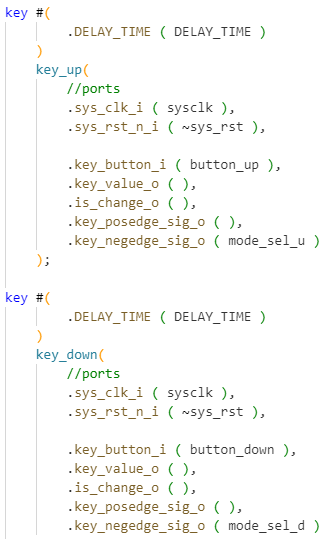 key #(
.DELAY_TIME ( DELAY_TIME )
)
key_up(
//ports
.sys_clk_i ( sysclk ),
.sys_rst_n_i ( ~sys_rst ),
.key_button_i ( button_up ),
.key_value_o ( ),
.is_change_o ( ),
.key_posedge_sig_o ( ),
.key_negedge_sig_o ( mode_sel_u )
);
key #(
.DELAY_TIME ( DELAY_TIME )
)
key_down(
//ports
.sys_clk_i ( sysclk ),
.sys_rst_n_i ( ~sys_rst ),
.key_button_i ( button_down ),
.key_value_o ( ),
.is_change_o ( ),
.key_posedge_sig_o ( ),
.key_negedge_sig_o ( mode_sel_d )